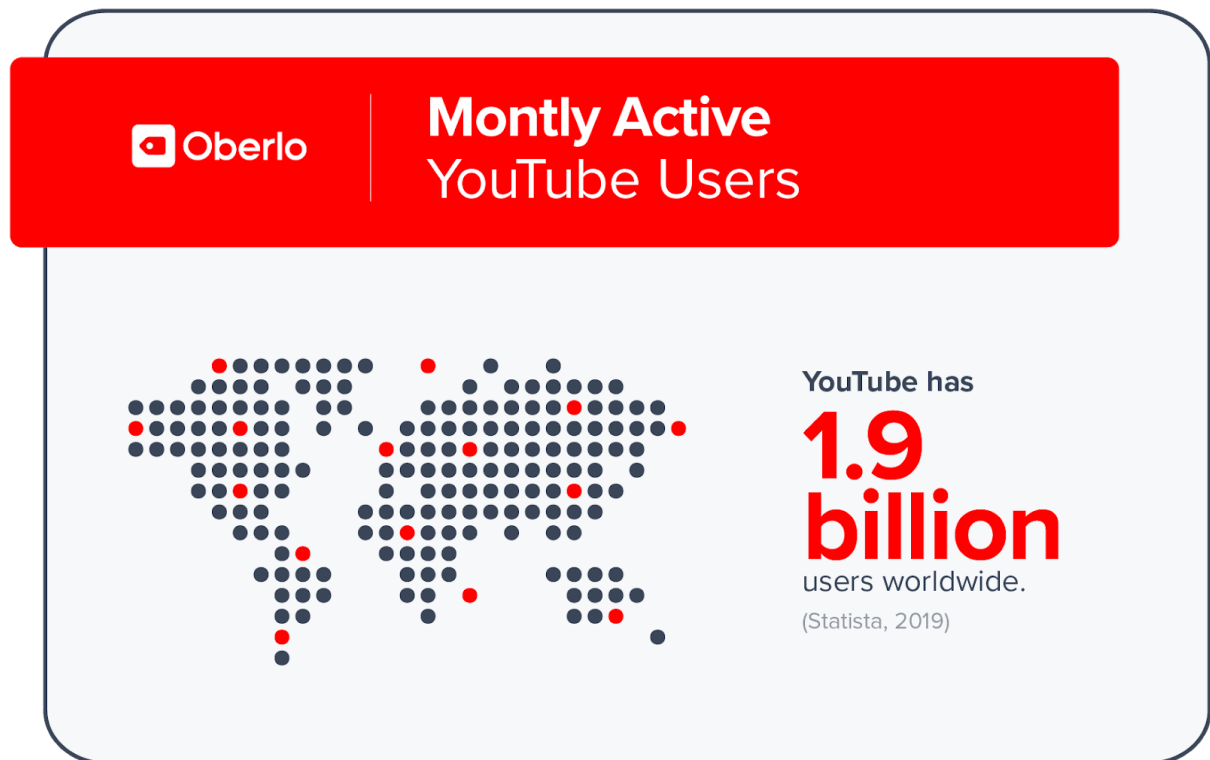 Oberlo
Montly Active
YouTube Users
YouTube has
1.9
billion
users worldwide.
(Statista, 2019)